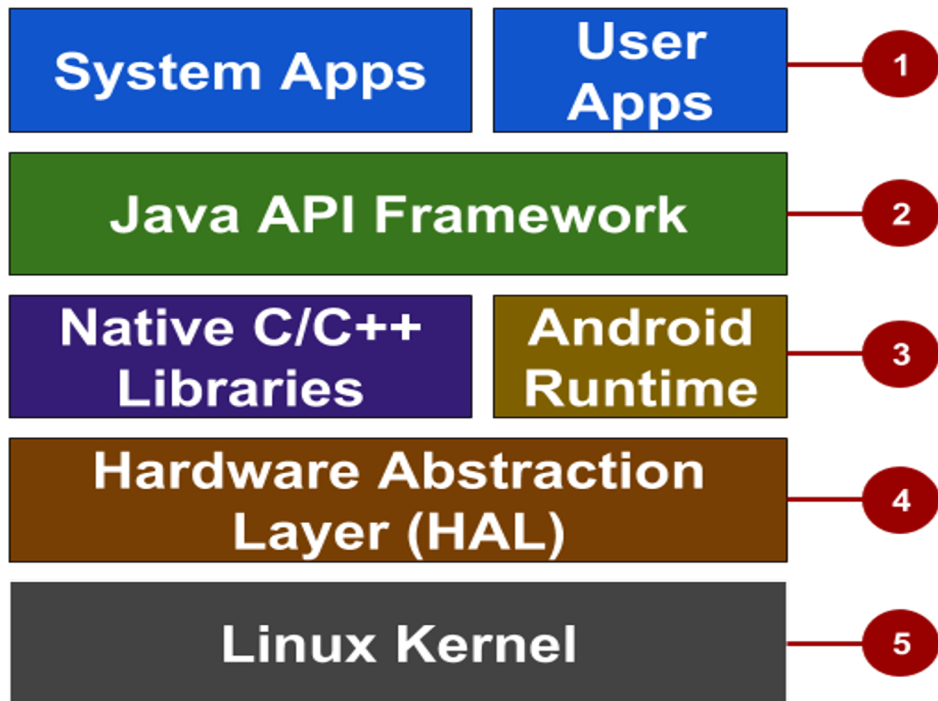 System Apps
User
Apps
1
Java API Framework
2
Native C/C++
Libraries
Android
Runtime
3
Hardware Abstraction
Layer (HAL)
4
Linux Kernel
5